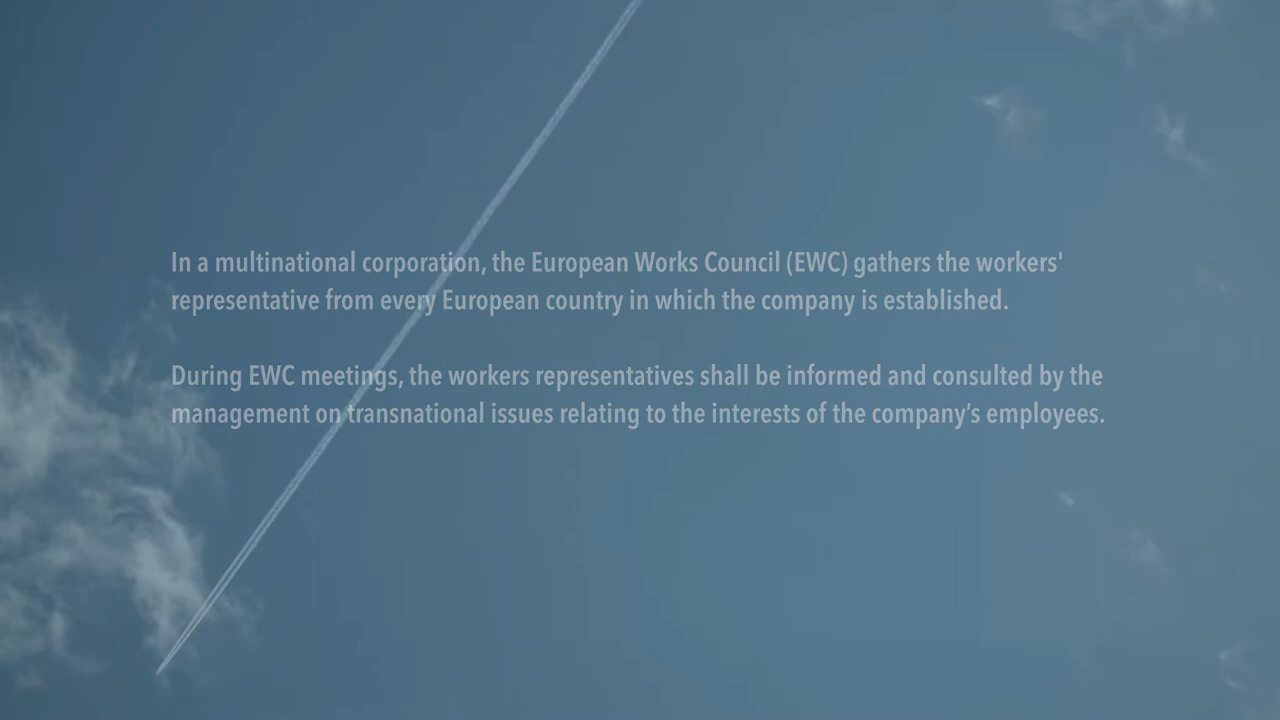 In a multinational corporation, the European Works Council (EWC) gathers the workers'
representative from every European country in which the company is established.
During EWC meetings, the workers representatives shall be informed and consulted by the
management on transnational issues relating to the interests of the company’s employees.